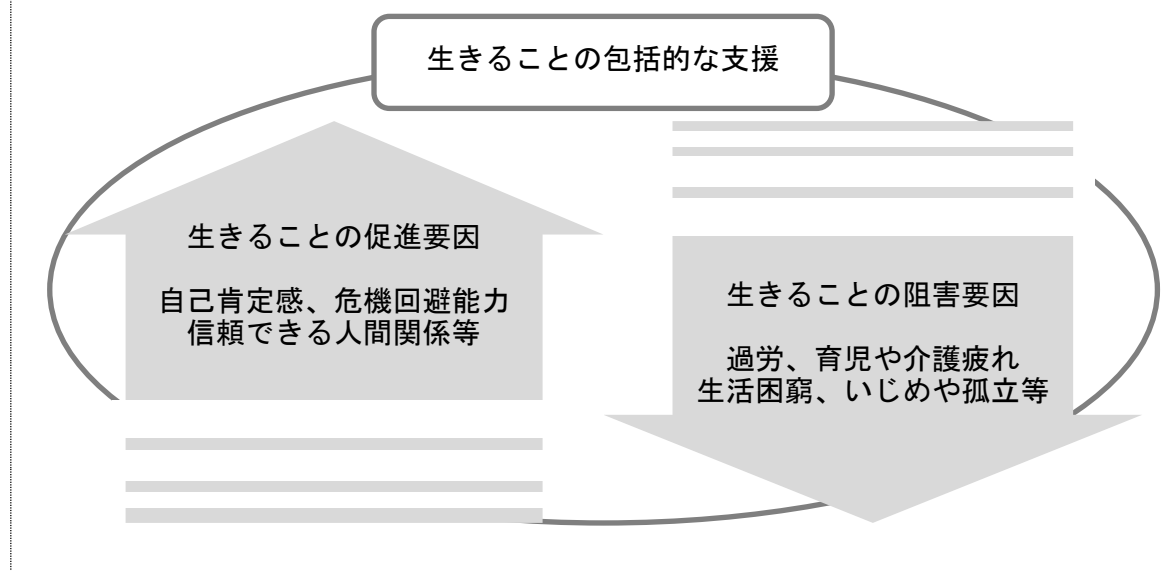 生きることの包括的な支援
生きることの促進要因
自己肯定感、危機回避能力
信頼できる人間関係等
生きることの阻害要因
過労、育児や介護疲れ
生活困窮、いじめや孤立等